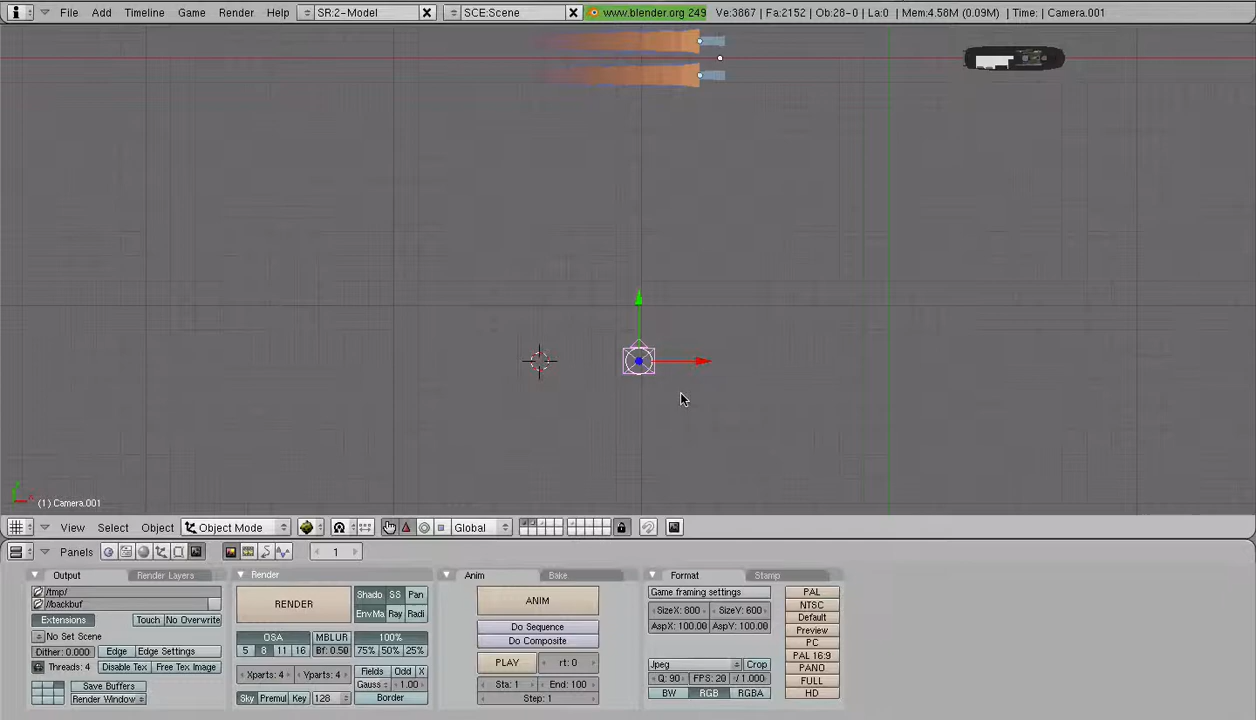 File Add Timeline Game Render Help SR:2-Model SCE:Scene www.blender.org 249 Ve:3867 | Fa:2152 | Ob:28-0 | La:0 | Mem:4.58M (0.09M) | Time: | Camera.001
(1) Camera.001
View Select Object Object Mode Global
Panels 1
Output Render Layers Render Anim Bake Format Stamp
/tmp/ RENDER Shado SS Pan ANIM Game framing settings PAL
//backbuf EnvMa Ray Radi SizeX: 800 SizeY: 600 NTSC
Extensions Touch No Overwrite Do Sequence AspX: 100.00 AspY: 100.00 Default
No Set Scene OSA MBLUR 100% Do Composite Preview
Dither: 0.000 Edge Edge Settings 5 8 11 16 Bf: 0.50 75% 50% 25% PC
Threads: 4 Disable Tex Free Tex Image Xparts: 4 Yparts: 4 Fields Odd X PLAY rt: 0 Jpeg Crop PAL 16:9
PANO
Save Buffers Gauss 1.00 Sta: 1 End: 100 Q: 90 FPS: 20 /1.000 FULL
Render Window Sky Premul Key 128 Border Step: 1 BW RGB RGBA HD